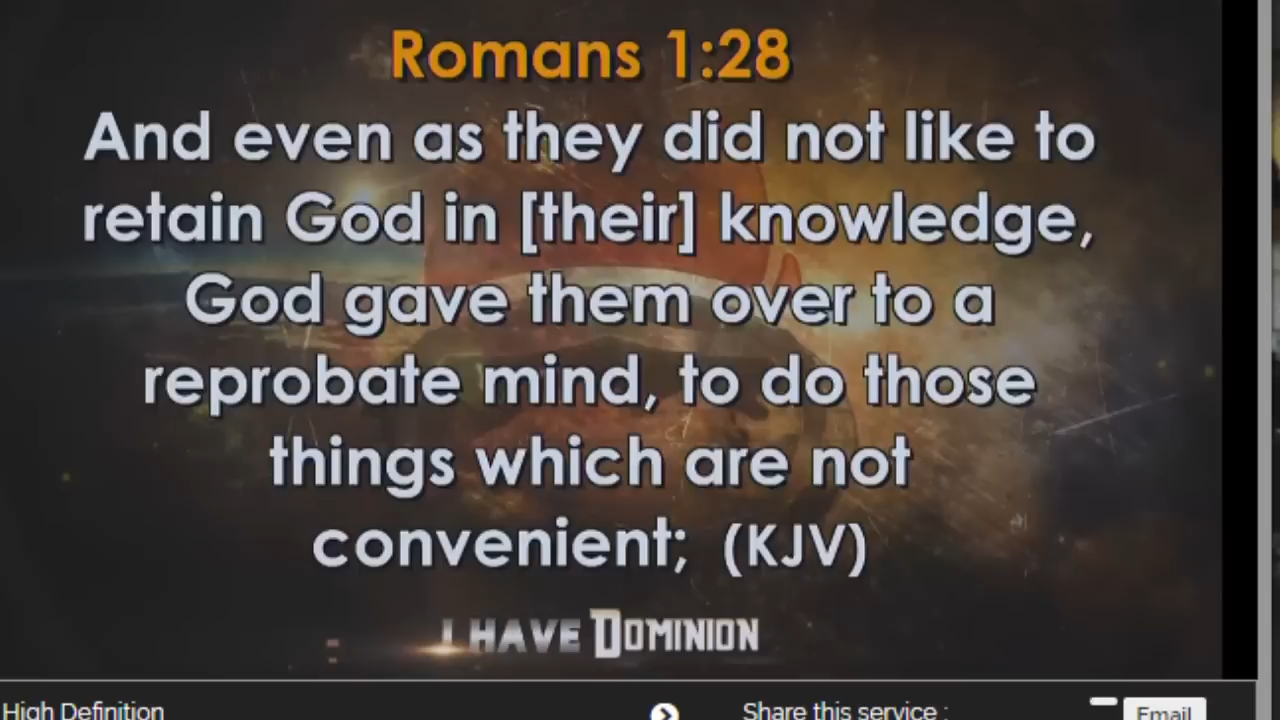 Romans 1:28
And even as they did not like to
retain God in [their] knowledge,
God gave them over to a
reprobate mind, to do those
things which are not
convenient; (KJV)
I HAVE DOMINION
High Definition
Share this service :
Email